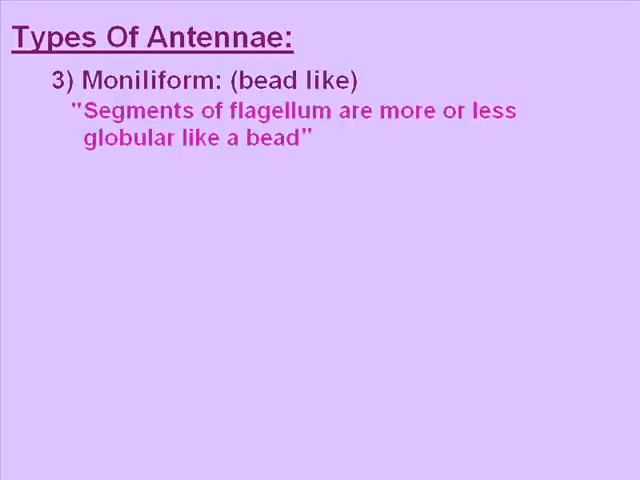 Types Of Antennae:
3) Moniliform: (bead like)
"Segments of flagellum are more or less
globular like a bead"